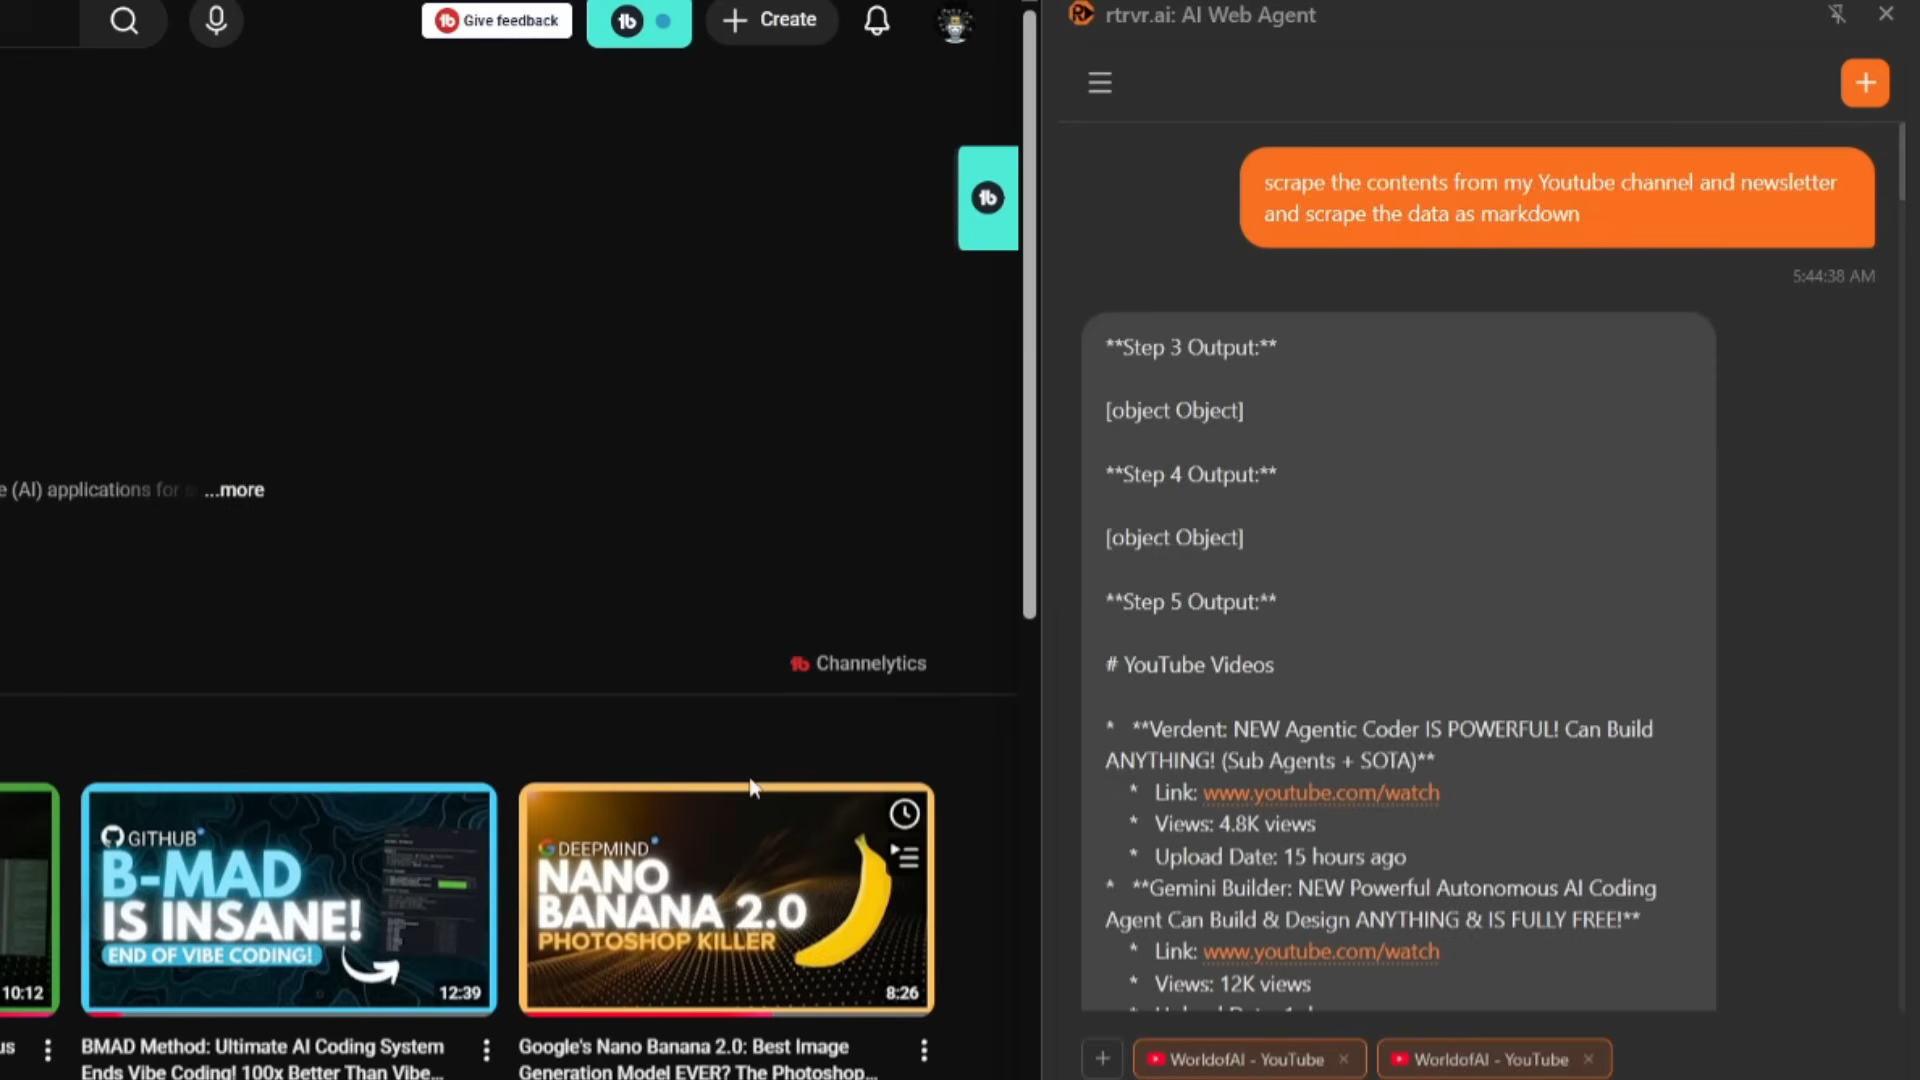 Give feedback
Create
e (AI) applications for ...more
Channelytics
10:12
us
GITHUB
B-MAD
IS INSANE!
END OF VIBE CODING!
12:39
BMAD Method: Ultimate AI Coding System
Ends Vibe Coding! 100x Better Than Vibe...
DEEPMIND
NANO
BANANA 2.0
PHOTOSHOP KILLER
8:26
Google's Nano Banana 2.0: Best Image
Generation Model EVER? The Photoshop...
rtrvr.ai: AI Web Agent
scrape the contents from my Youtube channel and newsletter
and scrape the data as markdown
5:44:38 AM
**Step 3 Output:**
[object Object]
**Step 4 Output:**
[object Object]
**Step 5 Output:**
# YouTube Videos
* **Verdent: NEW Agentic Coder IS POWERFUL! Can Build
ANYTHING! (Sub Agents + SOTA)**
* Link: www.youtube.com/watch
* Views: 4.8K views
* Upload Date: 15 hours ago
* **Gemini Builder: NEW Powerful Autonomous AI Coding
Agent Can Build & Design ANYTHING & IS FULLY FREE!**
* Link: www.youtube.com/watch
* Views: 12K views
WorldofAI - YouTube
WorldofAI - YouTube